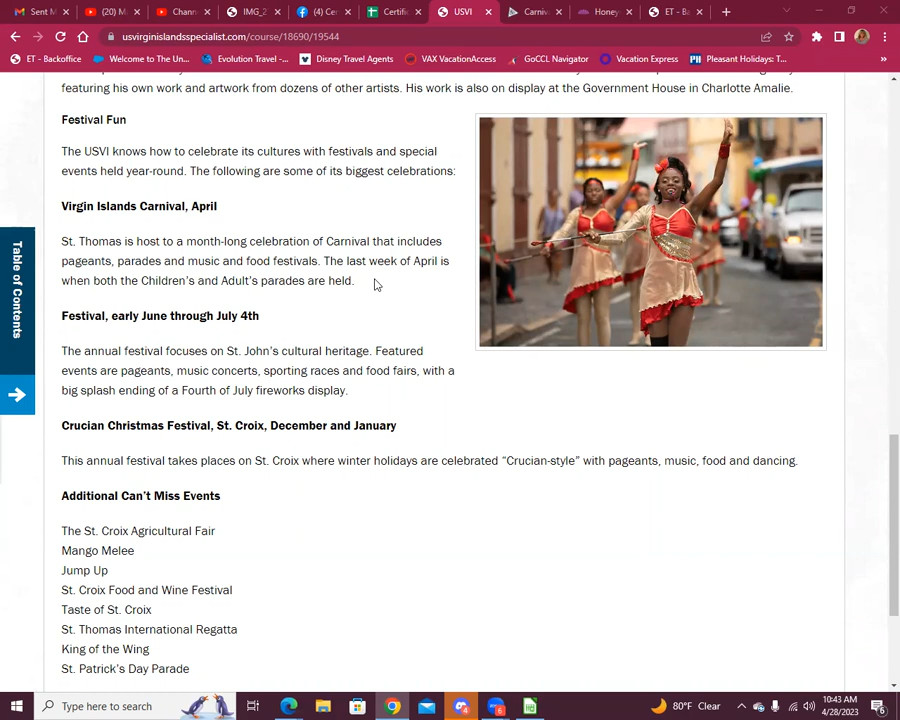 Sent M
(20) M
Chann
IMG_2
(4) Cer
Certific
USVI
Carniv
Honey
ET - B
usvirginislandsspecialist.com/course/18690/19544
ET - Backoffice
Welcome to The Un...
Evolution Travel -...
Disney Travel Agents
VAX VacationAccess
GoCCL Navigator
Vacation Express
Pleasant Holidays: T...
featuring his own work and artwork from dozens of other artists. His work is also on display at the Government House in Charlotte Amalie.
Festival Fun
The USVI knows how to celebrate its cultures with festivals and special
events held year-round. The following are some of its biggest celebrations:
Virgin Islands Carnival, April
St. Thomas is host to a month-long celebration of Carnival that includes
pageants, parades and music and food festivals. The last week of April is
when both the Children's and Adult's parades are held.
Festival, early June through July 4th
The annual festival focuses on St. John's cultural heritage. Featured
events are pageants, music concerts, sporting races and food fairs, with a
big splash ending of a Fourth of July fireworks display.
Crucian Christmas Festival, St. Croix, December and January
This annual festival takes places on St. Croix where winter holidays are celebrated “Crucian-style” with pageants, music, food and dancing.
Additional Can't Miss Events
The St. Croix Agricultural Fair
Mango Melee
Jump Up
St. Croix Food and Wine Festival
Taste of St. Croix
St. Thomas International Regatta
King of the Wing
St. Patrick's Day Parade
Table of Contents
Type here to search
80°F Clear
10:43 AM
4/28/2023